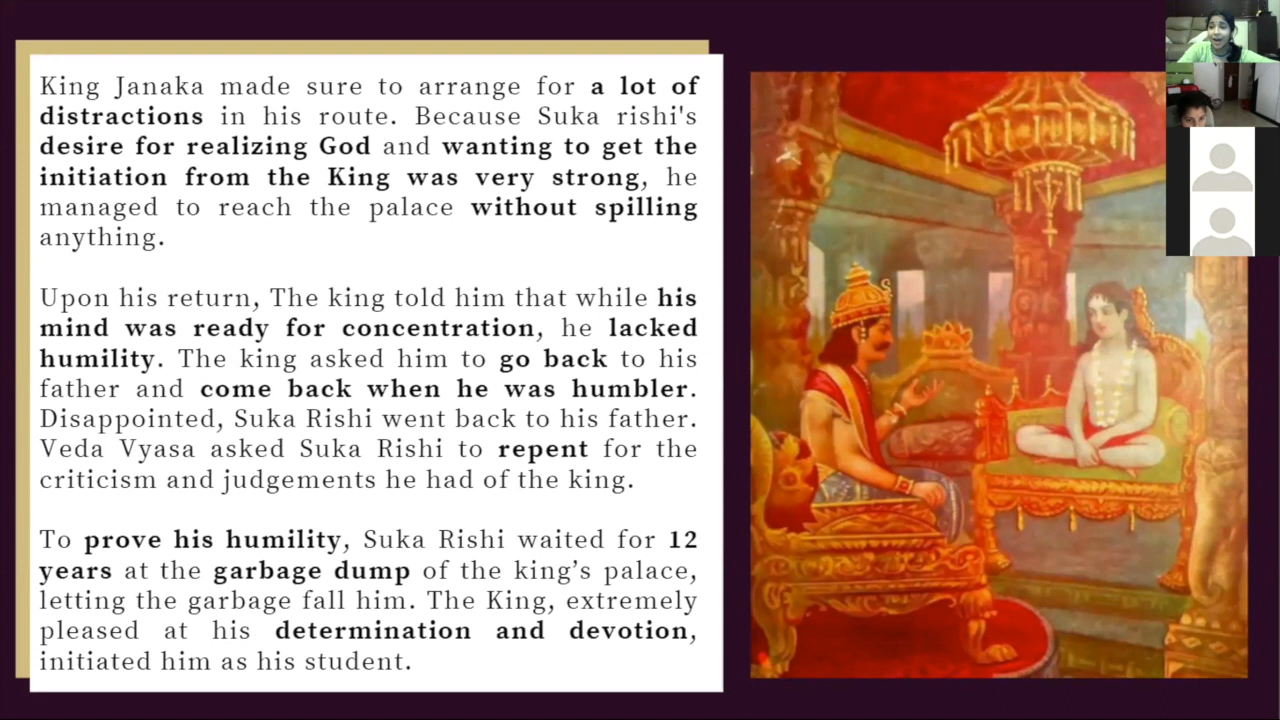 King Janaka made sure to arrange for a lot of
distractions in his route. Because Suka rishi's
desire for realizing God and wanting to get the
initiation from the King was very strong, he
managed to reach the palace without spilling
anything.
Upon his return, The king told him that while his
mind was ready for concentration, he lacked
humility. The king asked him to go back to his
father and come back when he was humbler.
Disappointed, Suka Rishi went back to his father.
Veda Vyasa asked Suka Rishi to repent for the
criticism and judgements he had of the king.
To prove his humility, Suka Rishi waited for 12
years at the garbage dump of the king’s palace,
letting the garbage fall him. The King, extremely
pleased at his determination and devotion,
initiated him as his student.